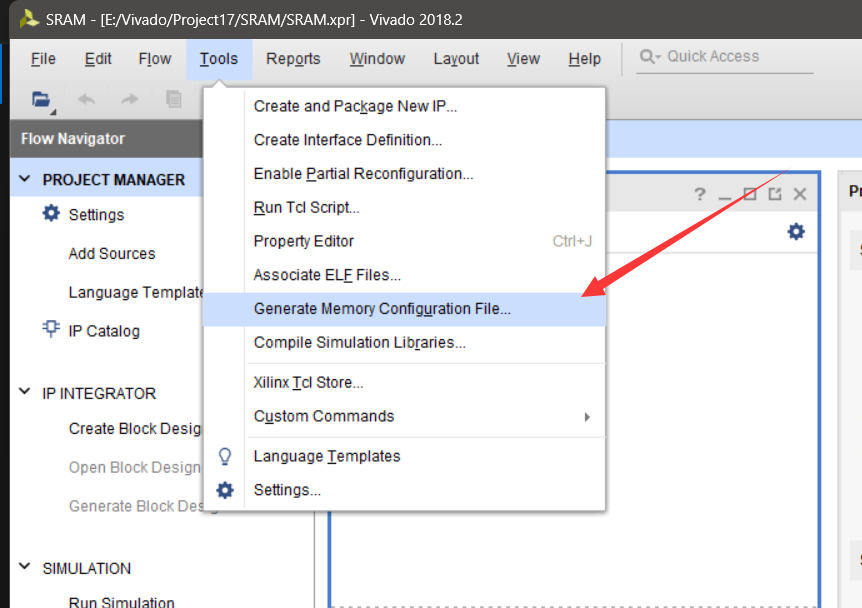 SRAM - [E:/Vivado/Project17/SRAM/SRAM.xpr] - Vivado 2018.2
File Edit Flow Tools Reports Window Layout View Help Quick Access
Flow Navigator
PROJECT MANAGER
Settings
Add Sources
Language Template
IP Catalog
IP INTEGRATOR
Create Block Desig
Open Block Design
Generate Block Des
SIMULATION
Run Simulation
Create and Package New IP...
Create Interface Definition...
Enable Partial Reconfiguration...
Run Tcl Script...
Property Editor Ctrl+J
Associate ELF Files...
Generate Memory Configuration File...
Compile Simulation Libraries...
Xilinx Tcl Store...
Custom Commands
Language Templates
Settings...
?
Pr